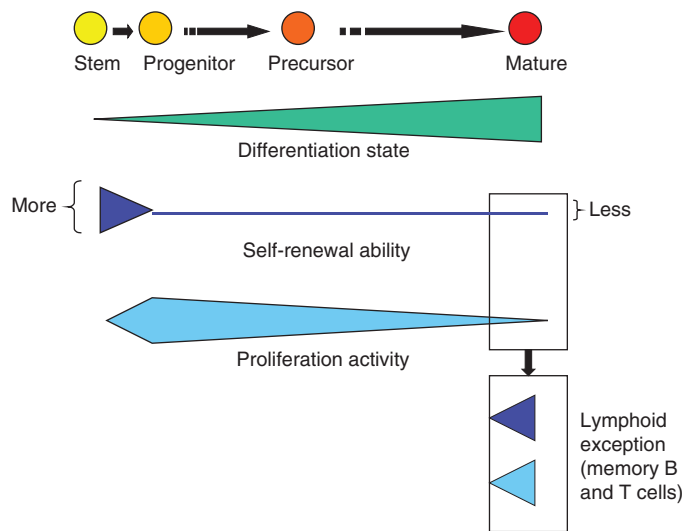 Stem Progenitor Precursor Mature
Differentiation state
More
Less
Self-renewal ability
Proliferation activity
Lymphoid
exception
(memory B
and T cells)